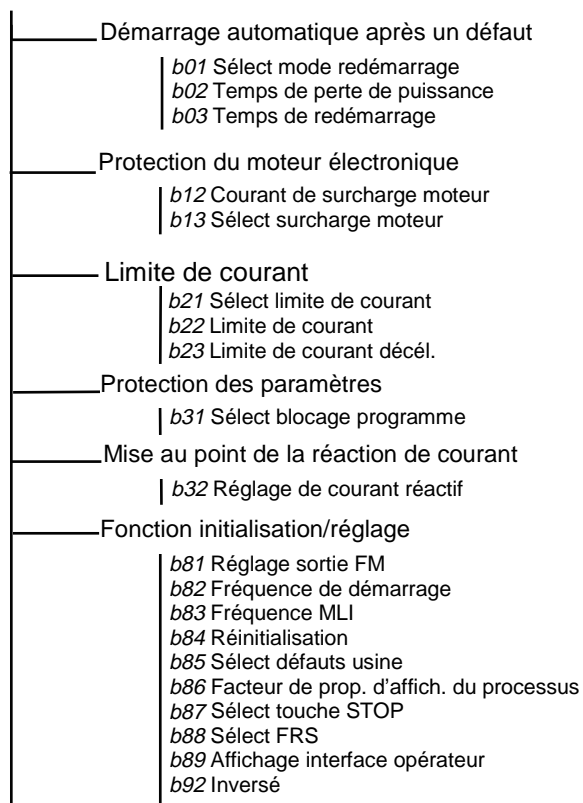 Démarrage automatique après un défaut
b01 Sélect mode redémarrage
b02 Temps de perte de puissance
b03 Temps de redémarrage
Protection du moteur électronique
b12 Courant de surcharge moteur
b13 Sélect surcharge moteur
Limite de courant
b21 Sélect limite de courant
b22 Limite de courant
b23 Limite de courant décél.
Protection des paramètres
b31 Sélect blocage programme
Mise au point de la réaction de courant
b32 Réglage de courant réactif
Fonction initialisation/réglage
b81 Réglage sortie FM
b82 Fréquence de démarrage
b83 Fréquence MLI
b84 Réinitialisation
b85 Sélect défauts usine
b86 Facteur de prop. d'affich. du processus
b87 Sélect touche STOP
b88 Sélect FRS
b89 Affichage interface opérateur
b92 Inversé